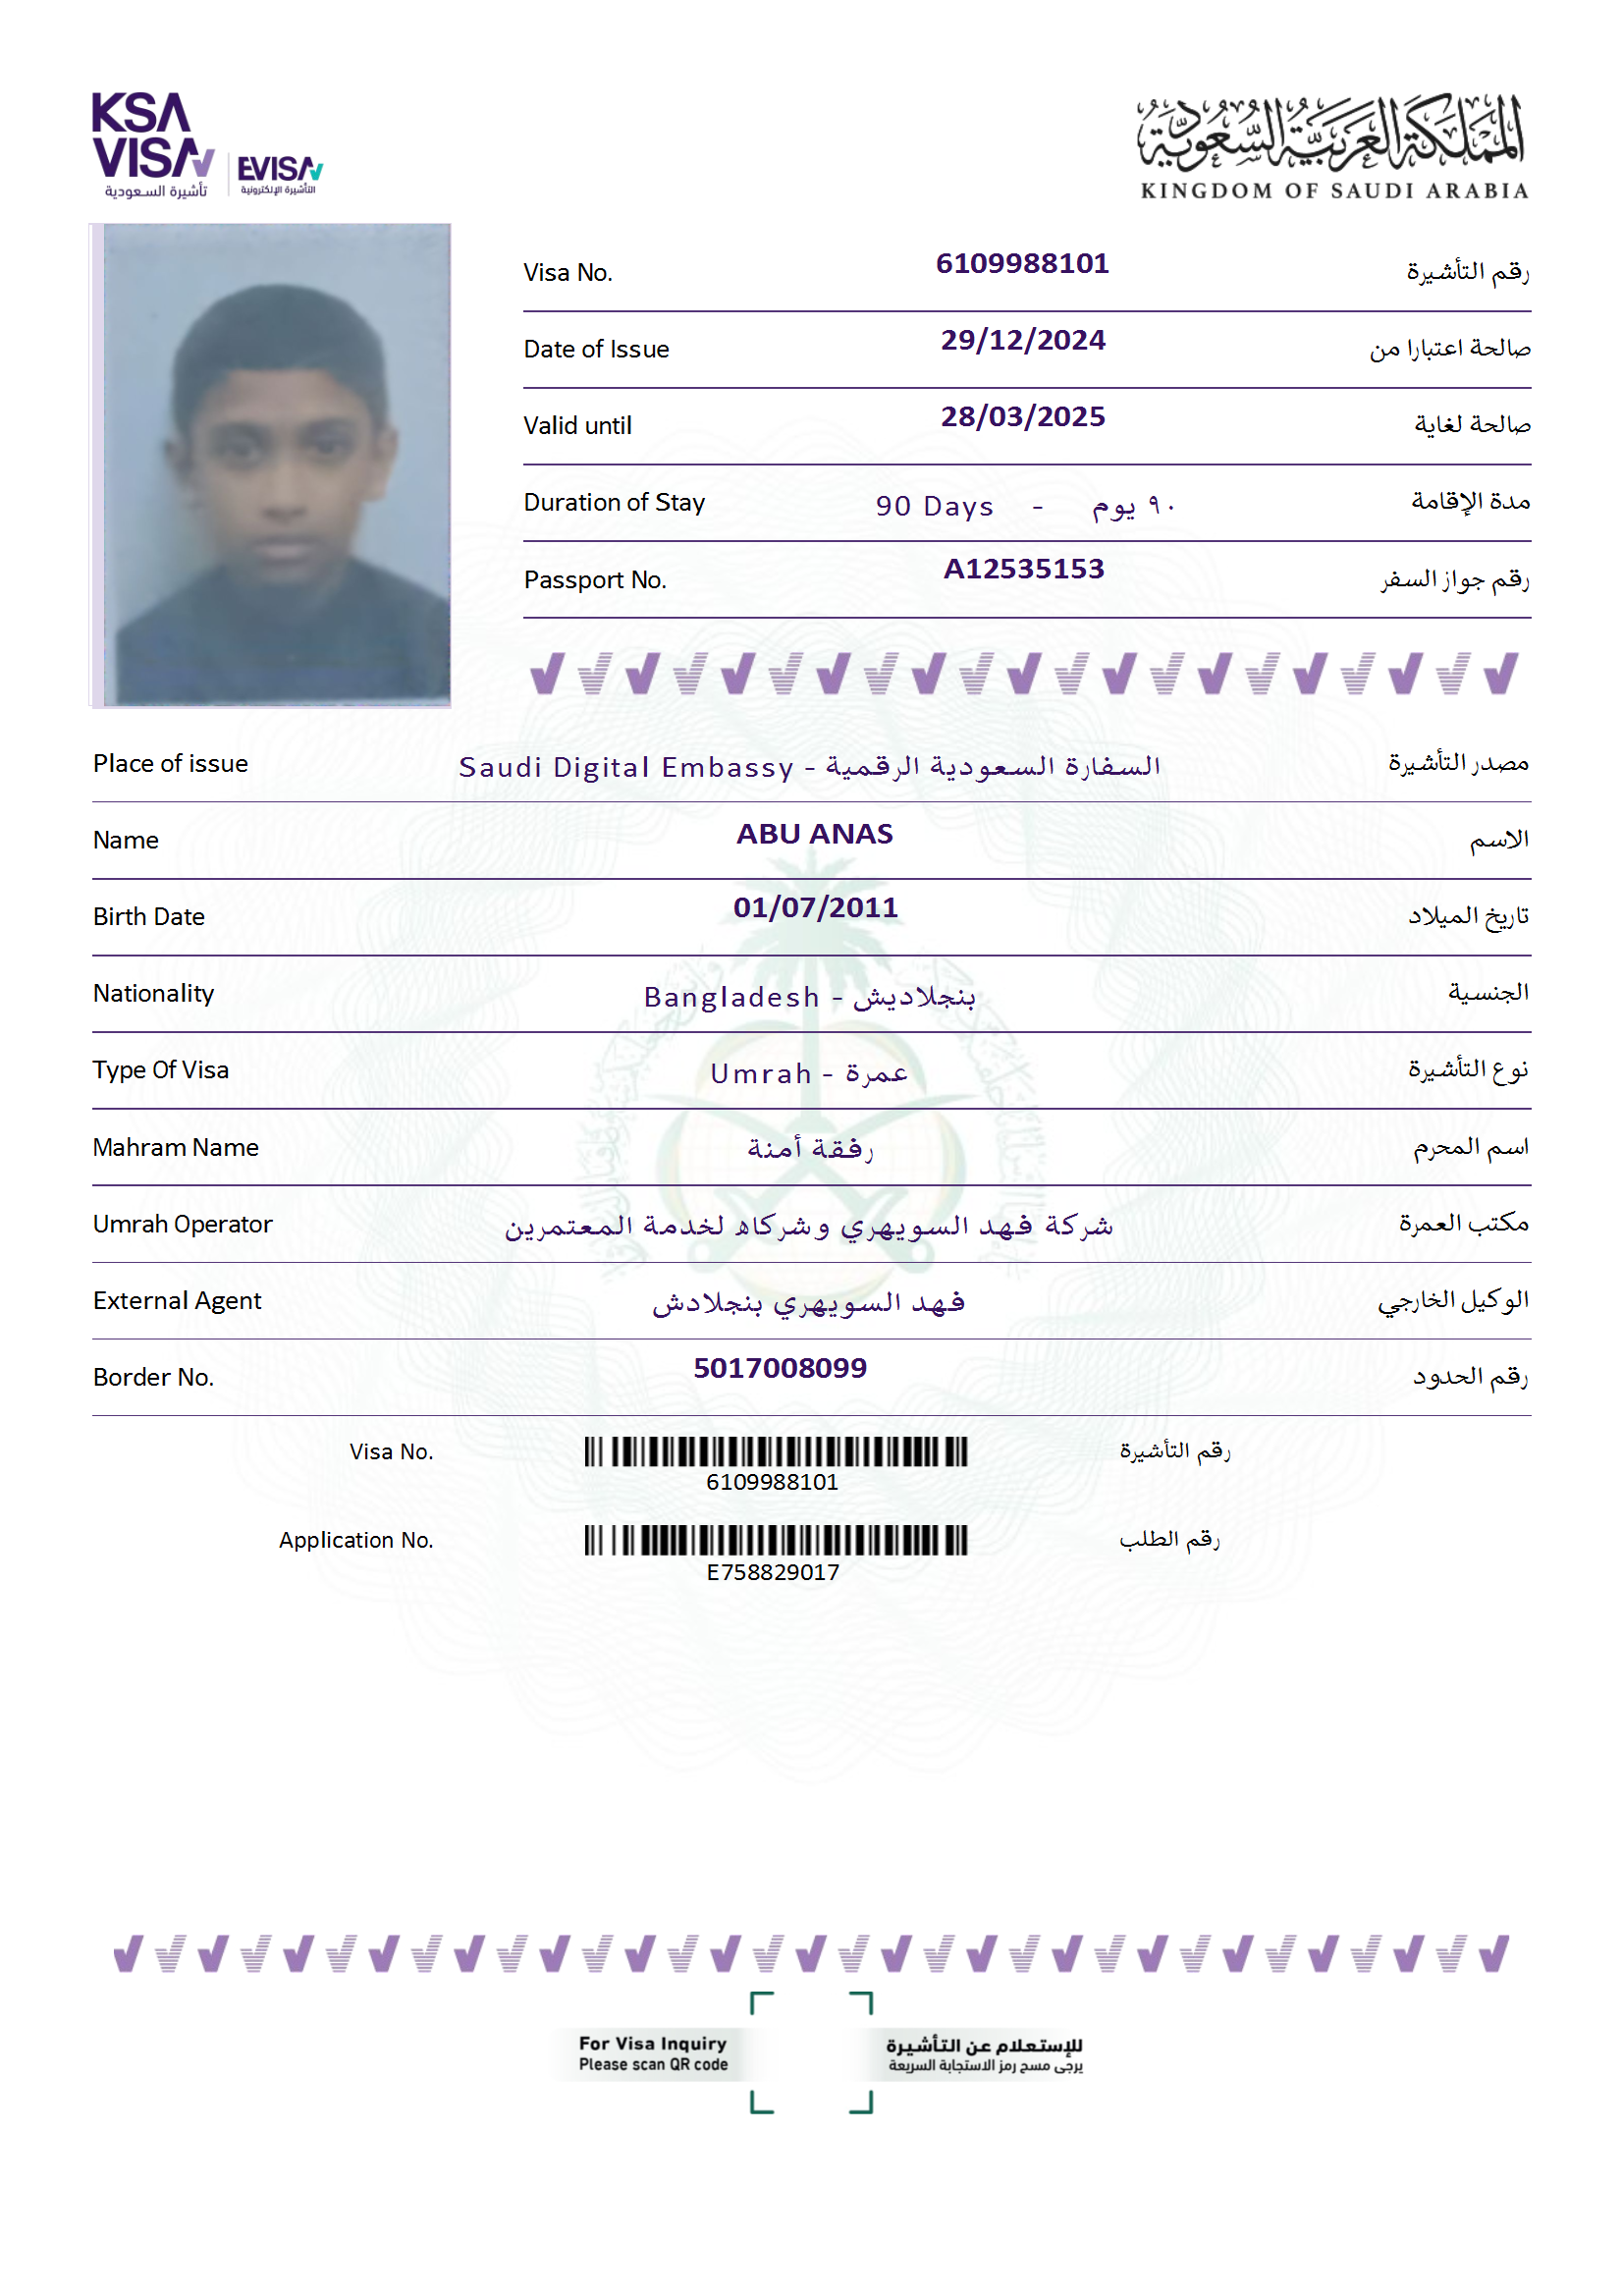 KSA
VISA
تأشيرة السعودية
EVISA
التأشيرة الإلكترونية
المملكة العربية السعودية
KINGDOM OF SAUDI ARABIA
Visa No. 6109988101 رقم التأشيرة
Date of Issue 29/12/2024 صالحة اعتبارا من
Valid until 28/03/2025 صالحة لغاية
Duration of Stay 90 Days - ٩٠ يوم مدة الإقامة
Passport No. A12535153 رقم جواز السفر
Place of issue Saudi Digital Embassy - السفارة السعودية الرقمية مصدر التأشيرة
Name ABU ANAS الاسم
Birth Date 01/07/2011 تاريخ الميلاد
Nationality Bangladesh - بنجلاديش الجنسية
Type Of Visa Umrah - عمرة نوع التأشيرة
Mahram Name رفقة أمنة اسم المحرم
Umrah Operator شركة فهد السويهري وشركاه لخدمة المعتمرين مكتب العمرة
External Agent فهد السويهري بنجلادش الوكيل الخارجي
Border No. 5017008099 رقم الحدود
Visa No. رقم التأشيرة
6109988101
Application No. رقم الطلب
E758829017
For Visa Inquiry للإستعلام عن التأشيرة
Please scan QR code يرجى مسح رمز الاستجابة السريعة